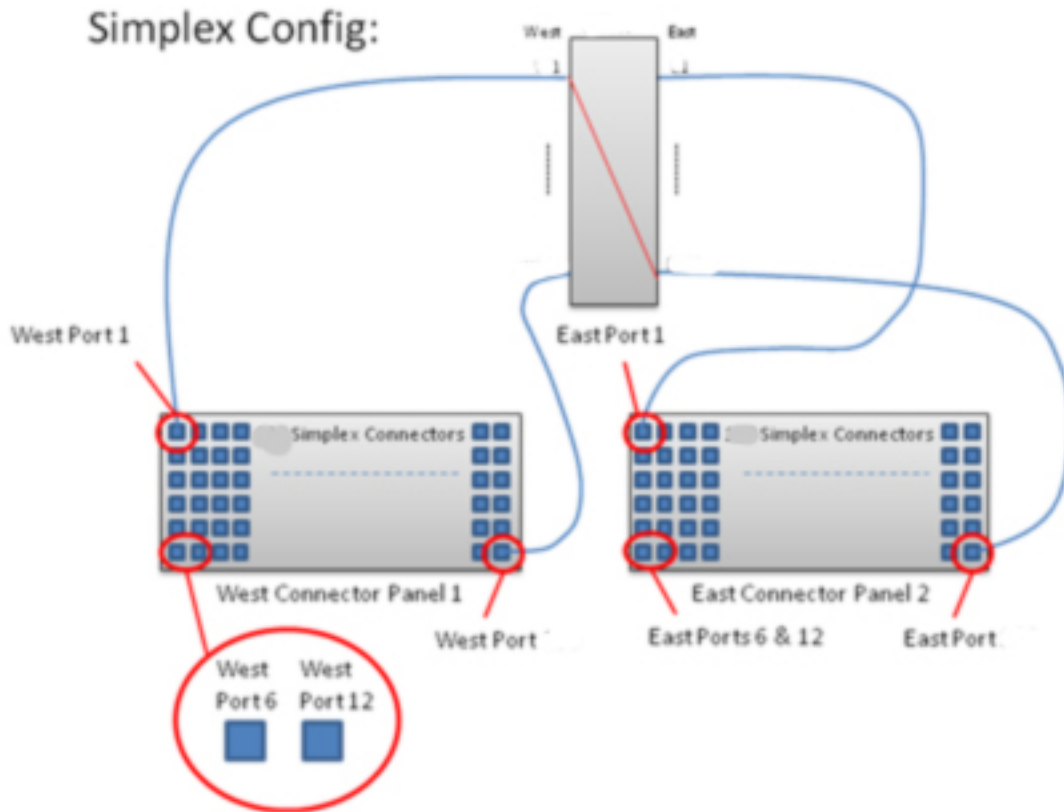 Simplex Config:
West
East
West Port 1
East Port 1
Simplex Connectors
Simplex Connectors
West Connector Panel 1
East Connector Panel 2
West Port
East Ports 6 & 12
East Port
West
Port 6
West
Port 12